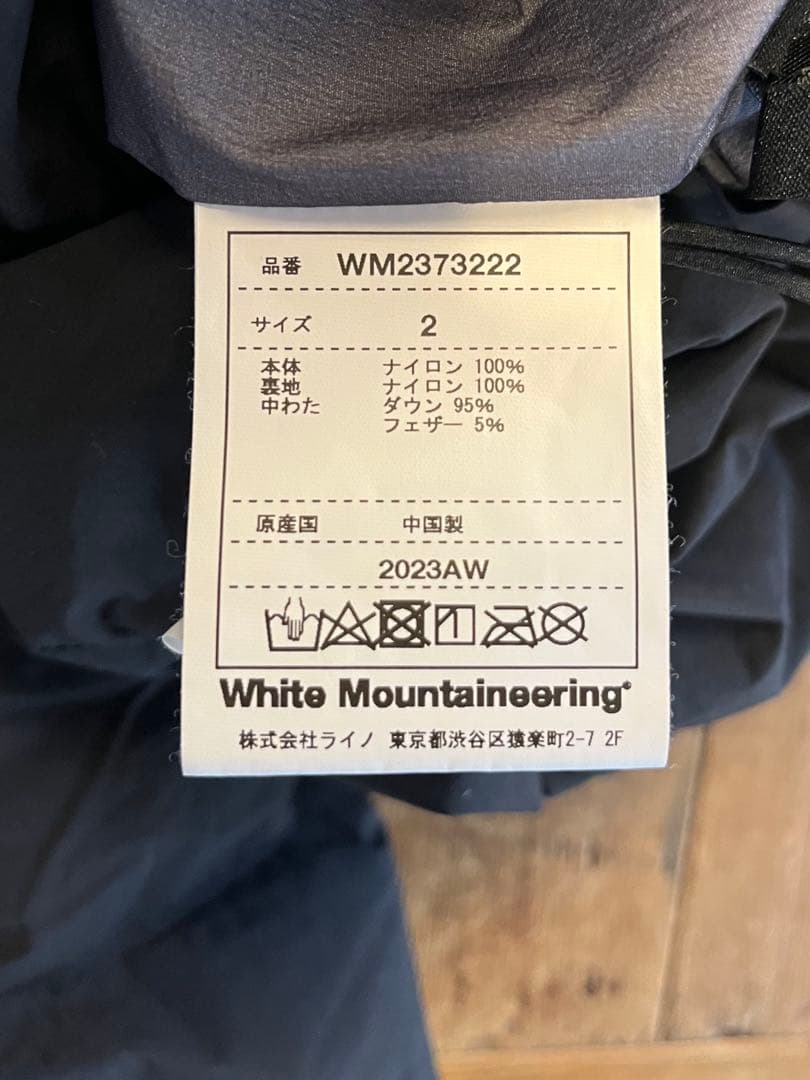 品番 WM2373222
サイズ 2
本体 ナイロン 100%
裏地 ナイロン 100%
中わた ダウン 95%
フェザー 5%
原産国 中国製
2023AW
White Mountaineering®
株式会社ライノ 東京都渋谷区猿楽町2-7 2F